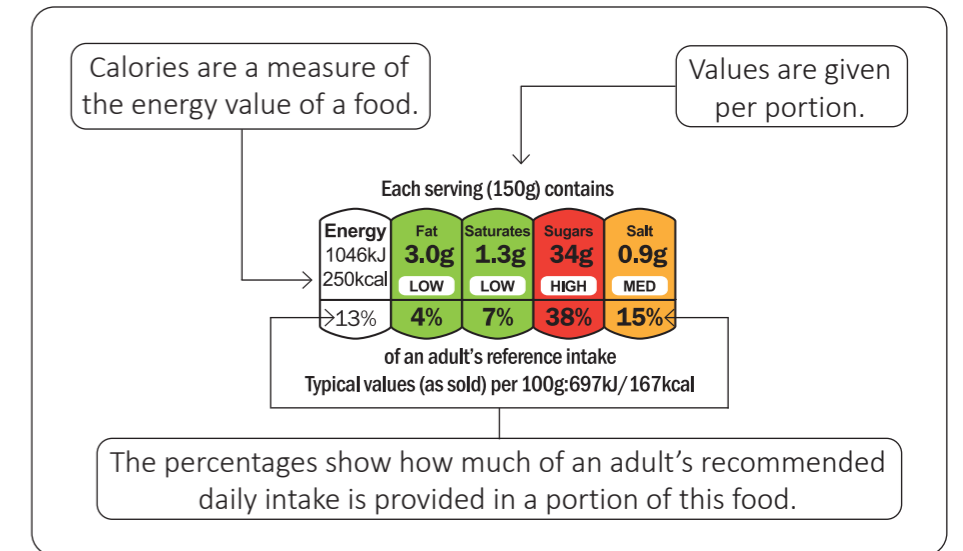 Calories are a measure of
the energy value of a food.
Values are given
per portion.
Each serving (150g) contains
Energy
1046kJ
250kcal
13%
Fat
3.0g
LOW
4%
Saturates
1.3g
LOW
7%
Sugars
34g
HIGH
38%
Salt
0.9g
MED
15%
of an adult's reference intake
Typical values (as sold) per 100g:697kJ/167kcal
The percentages show how much of an adult's recommended
daily intake is provided in a portion of this food.